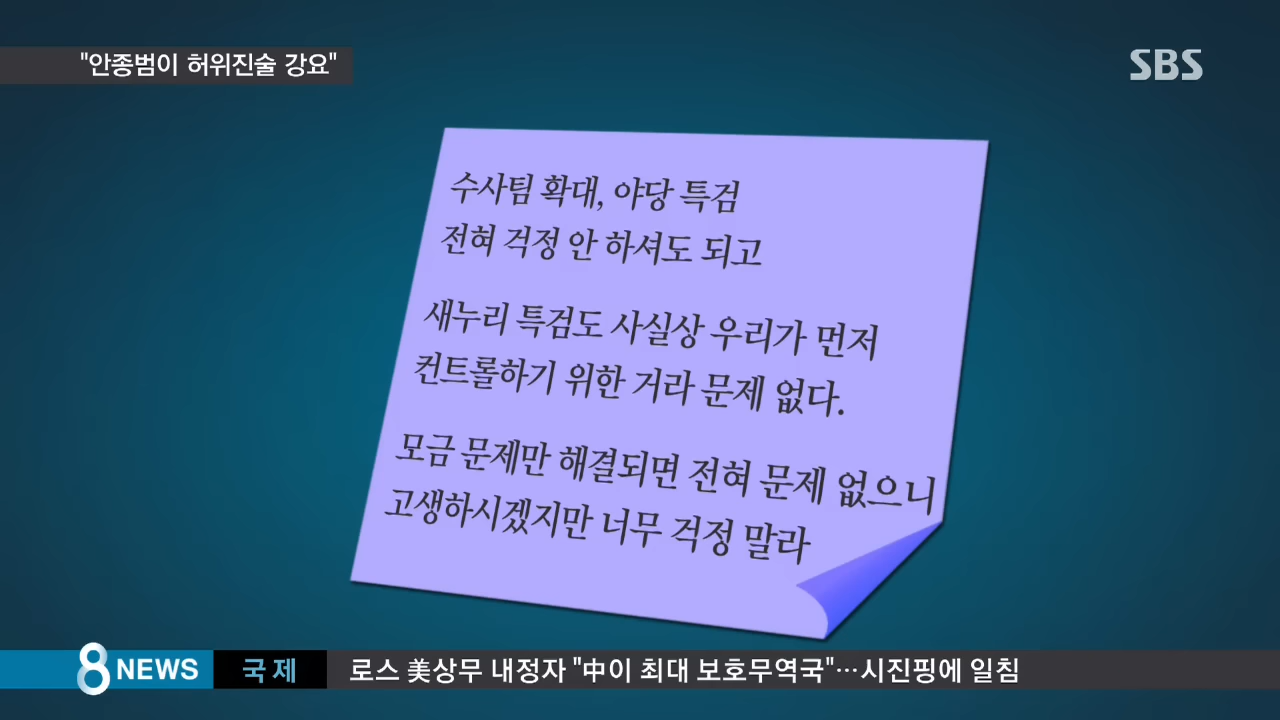 "안종범이 허위진술 강요"
SBS
수사팀 확대, 야당 특검
전혀 걱정 안 하셔도 되고
새누리 특검도 사실상 우리가 먼저
컨트롤하기 위한 거라 문제 없다.
모금 문제만 해결되면 전혀 문제 없으니
고생하시겠지만 너무 걱정 말라
8 NEWS 국제 로스 美상무 내정자 "中이 최대 보호무역국"…시진핑에 일침